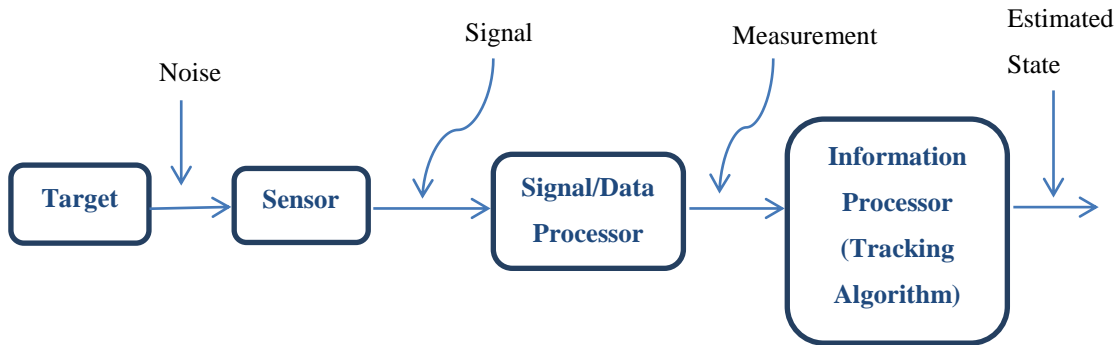 Noise
Signal
Measurement
Estimated
State
Target
Sensor
Signal/Data
Processor
Information
Processor
(Tracking
Algorithm)